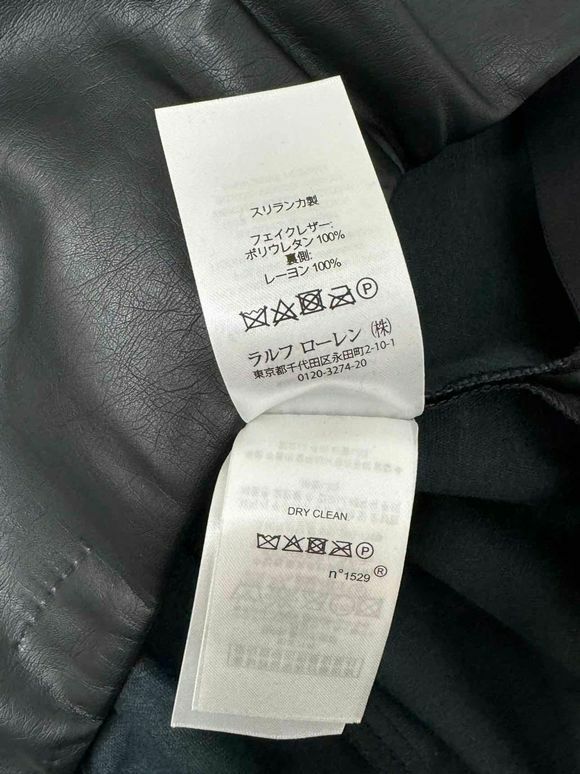 スリランカ製
フェイクレザー:
ポリウレタン 100%
裏側:
レーヨン 100%
P
ラルフ ローレン (株)
東京都千代田区永田町2-10-1
0120-3274-20
DRY CLEAN.
P
n°1529 ®